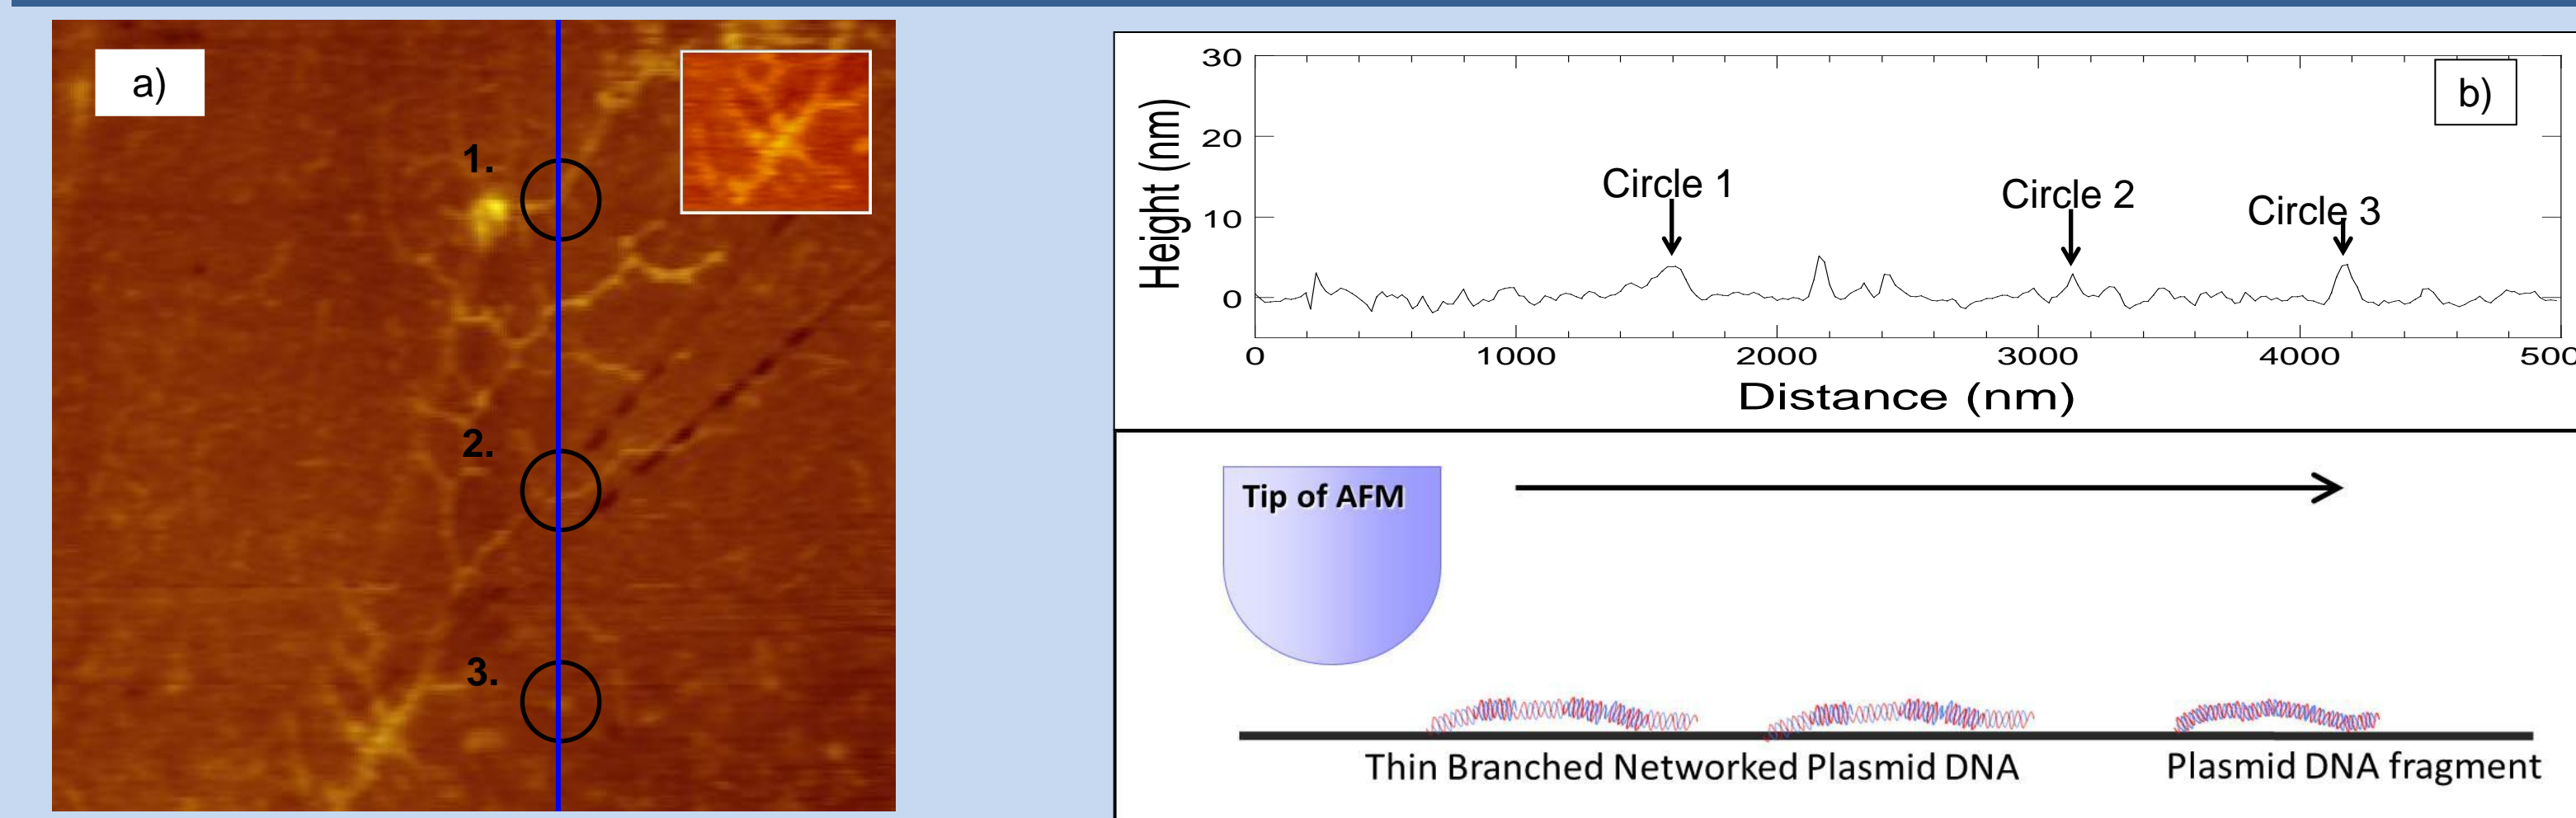 a)
1.
2.
3.
b)
Height (nm)
30
20
10
0
Circle 1
Circle 2
Circle 3
0 1000 2000 3000 4000 500
Distance (nm)
Tip of AFM
Thin Branched Networked Plasmid DNA
Plasmid DNA fragment